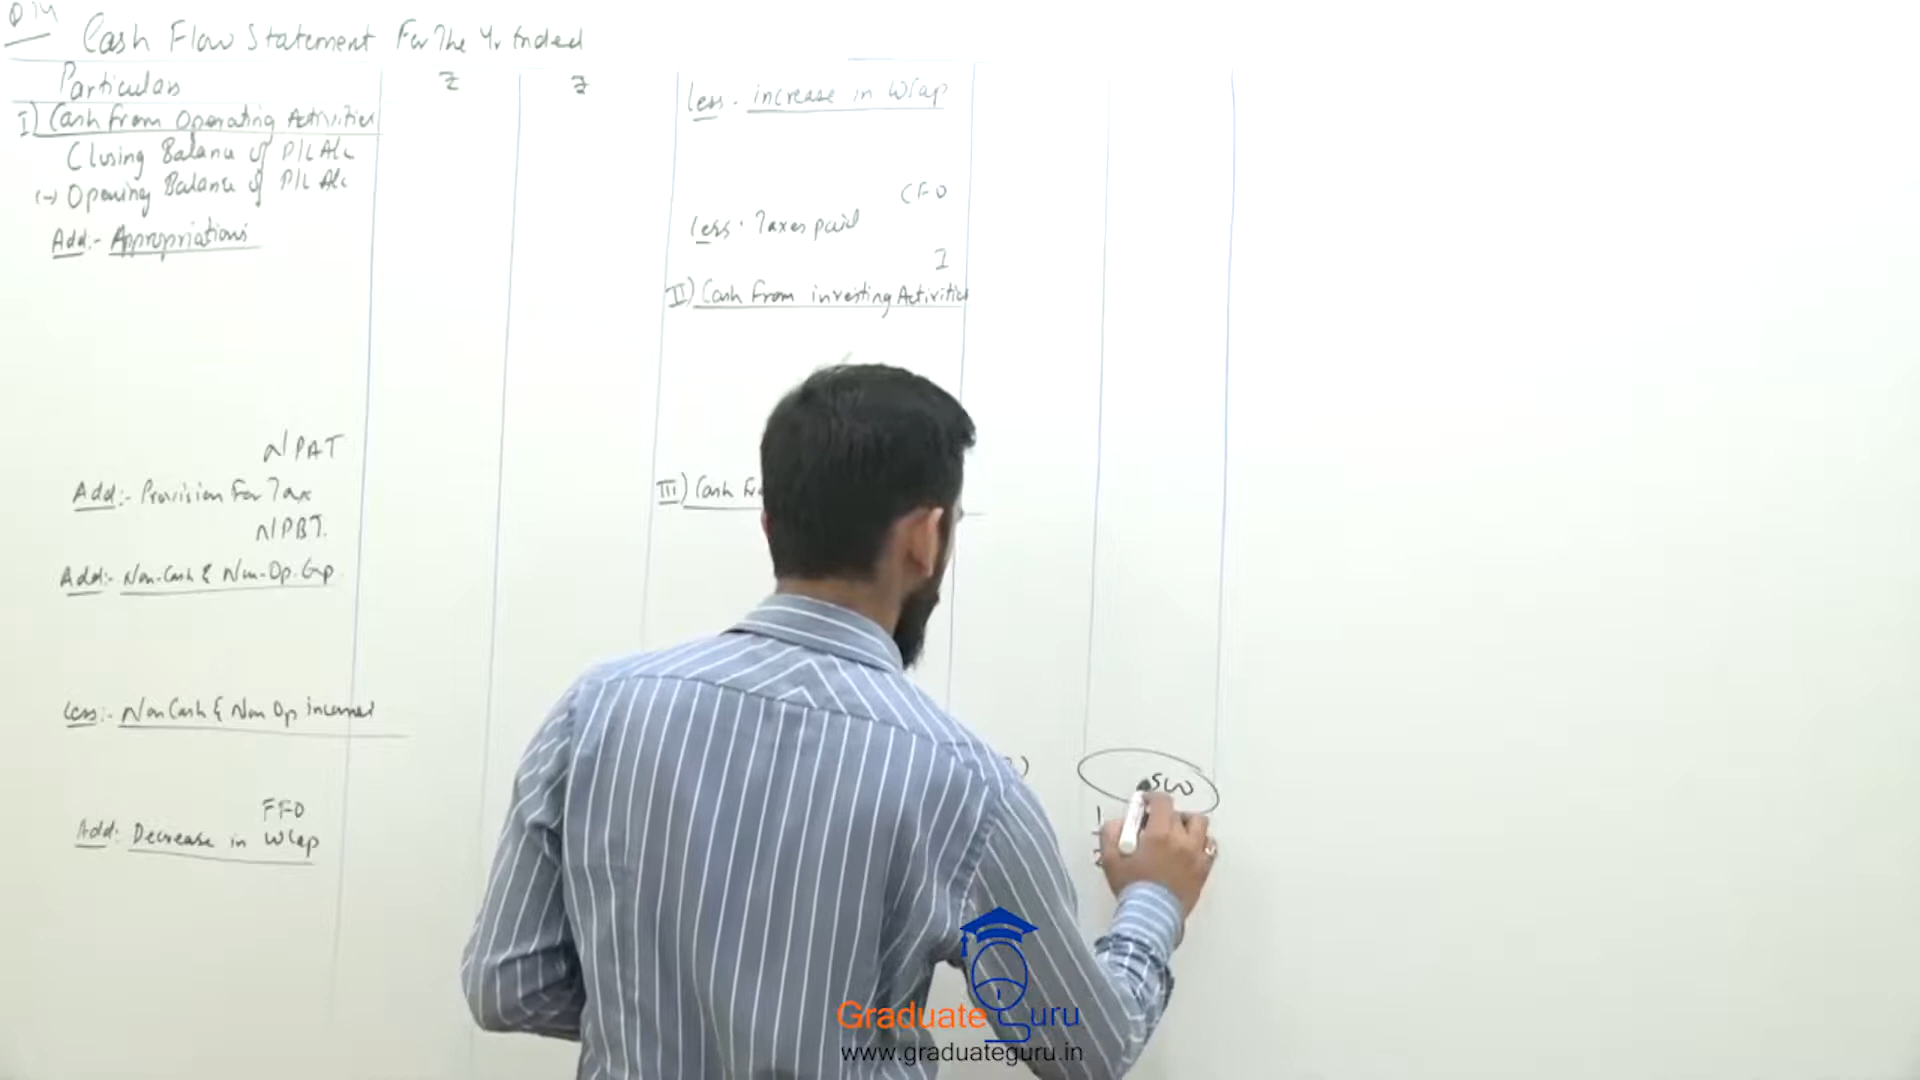 Q 14
Cash Flow Statement For The Yr Ended
Particulars ₹ ₹
I) Cash From Operating Activities
Closing Balance of P/L A/c
(-) Opening Balance of P/L A/c
Add:- Appropriations
NPAT
Add:- Provision For Tax
NPBT.
Add:- Non-Cash & Non-Op. Exp.
Less:- Non Cash & Non Op incomes
FFO
Add: Decrease in WCap
Less. increase in WCap
CFO
Less. Taxes paid
I
II) Cash From investing Activities
III) Cash
GraduateGuru
www.graduateguru.in